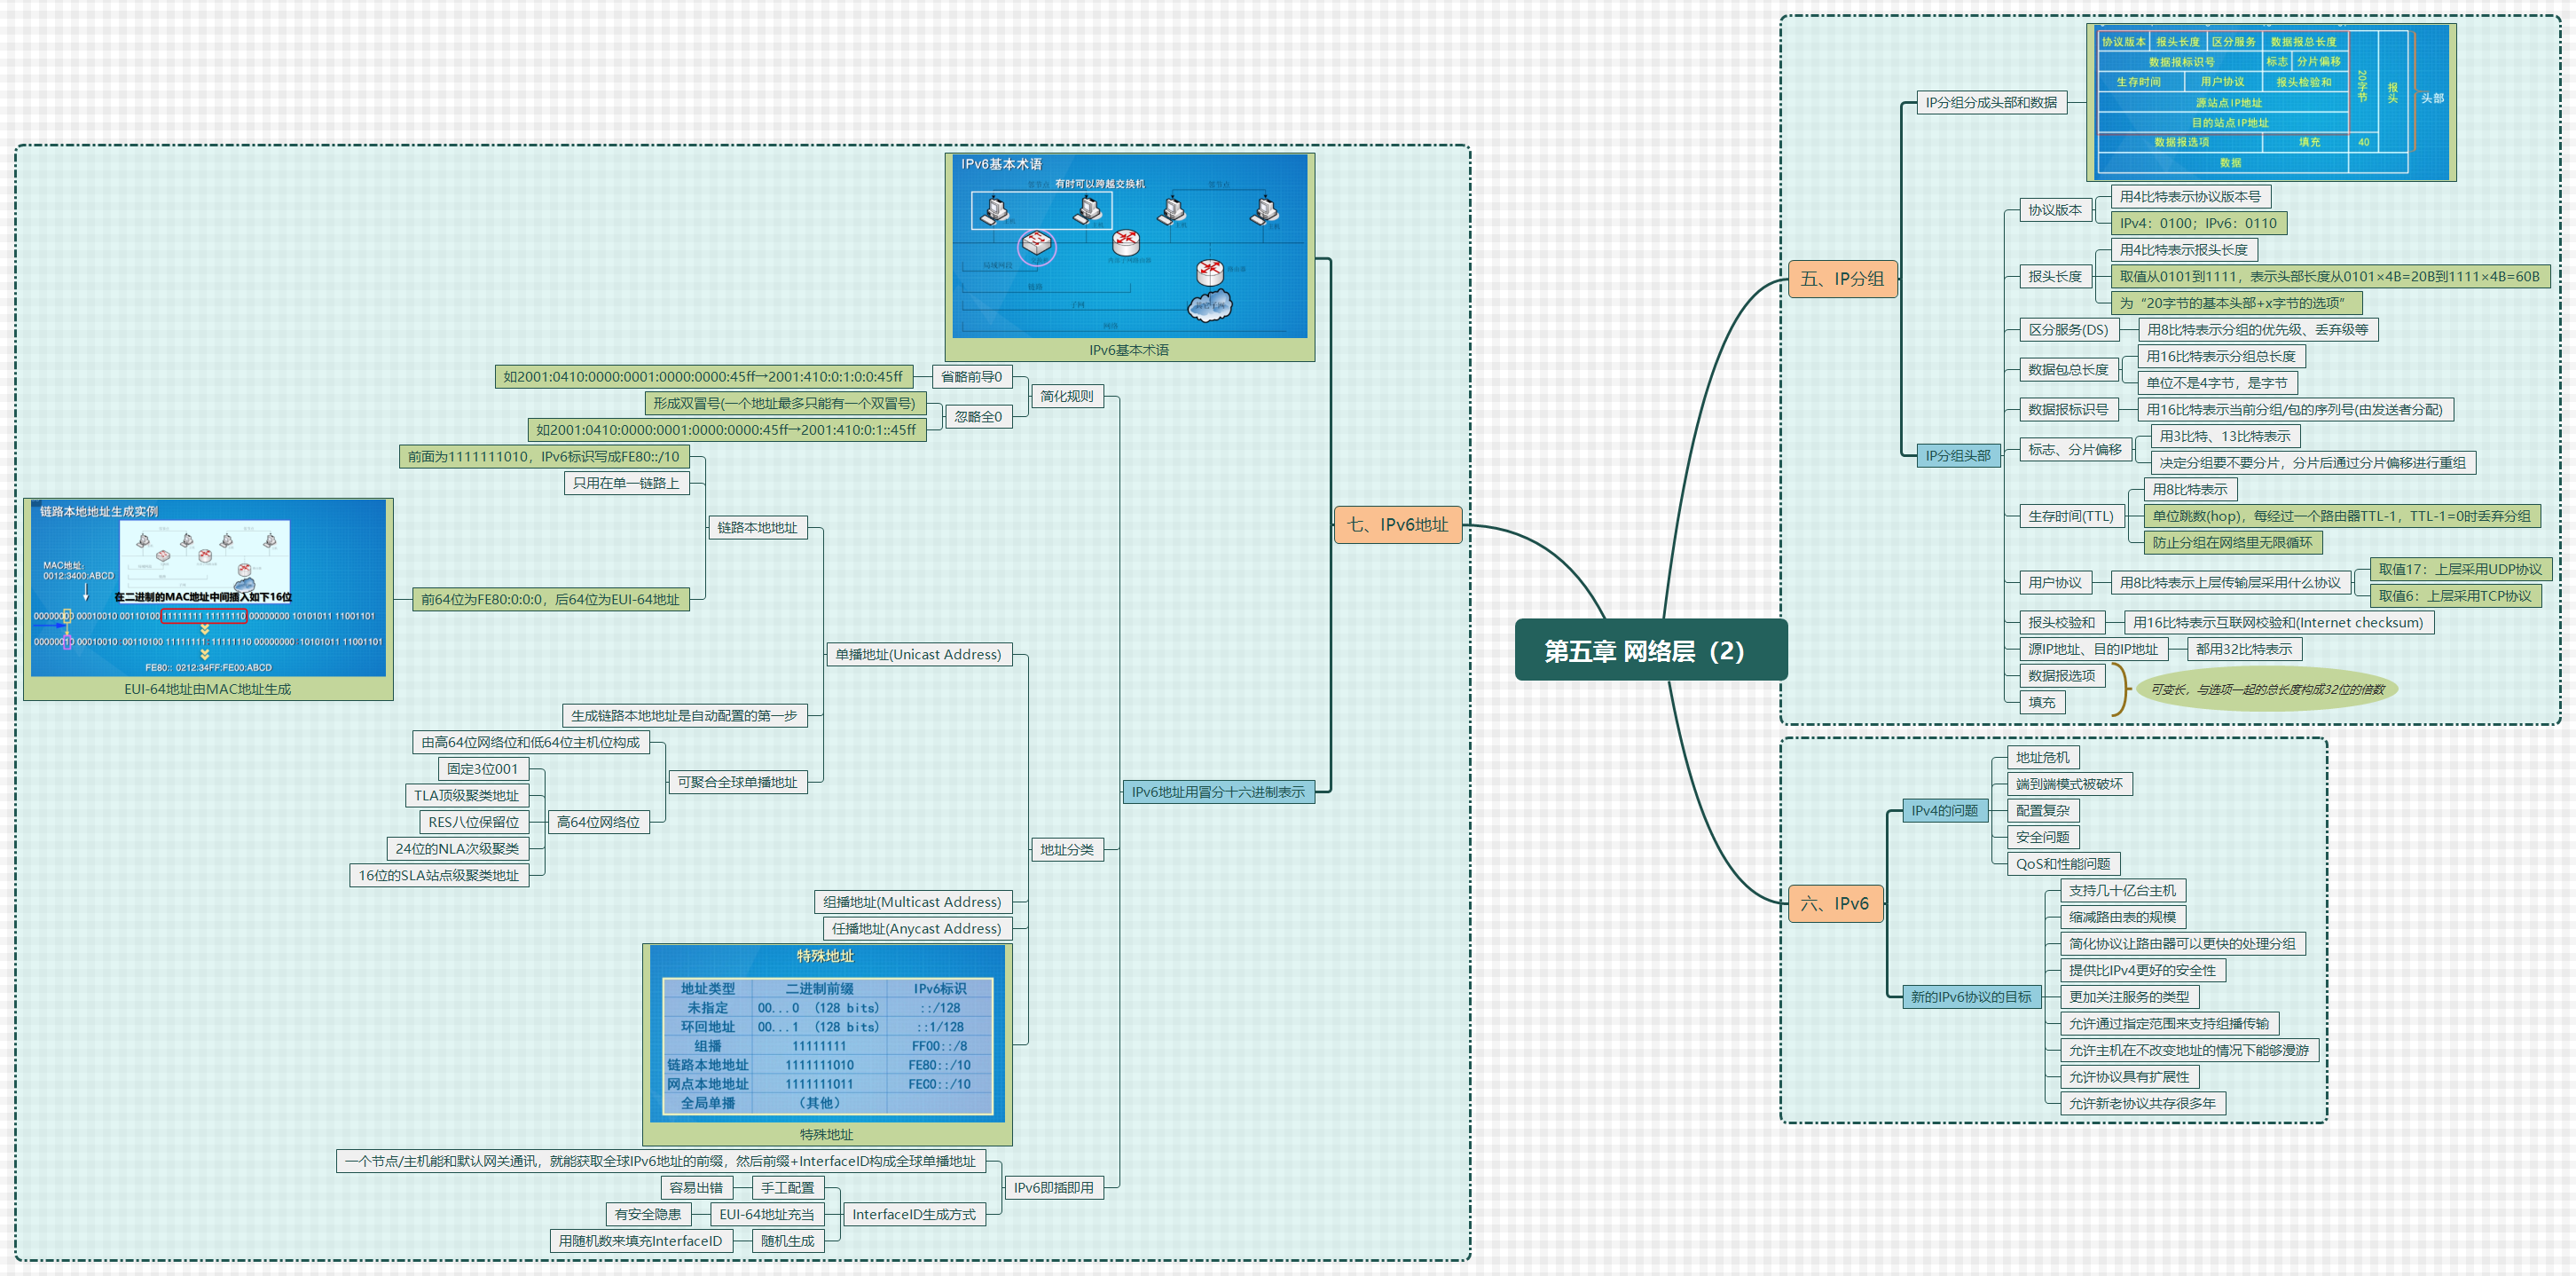 第五章 网络层（2）
五、IP分组
IP分组分成头部和数据
协议版本 报头长度 区分服务 数据报总长度
数据报标识号 标志 分片偏移
生存时间 用户协议 报头检验和
源站点IP地址
目的站点IP地址
数据报选项 填充 40
数据
20字节
报头
头部
IP分组头部
协议版本
用4比特表示协议版本号
IPv4：0100；IPv6：0110
报头长度
用4比特表示报头长度
取值从0101到1111，表示头部长度从0101×4B=20B到1111×4B=60B
为“20字节的基本头部+x字节的选项”
区分服务(DS)
用8比特表示分组的优先级、丢弃级等
数据包总长度
用16比特表示分组总长度
单位不是4字节，是字节
数据报标识号
用16比特表示当前分组/包的序列号(由发送者分配)
标志、分片偏移
用3比特、13比特表示
决定分组要不要分片，分片后通过分片偏移进行重组
生存时间(TTL)
用8比特表示
单位跳数(hop)，每经过一个路由器TTL-1，TTL-1=0时丢弃分组
防止分组在网络里无限循环
用户协议
用8比特表示上层传输层采用什么协议
取值17：上层采用UDP协议
取值6：上层采用TCP协议
报头校验和
用16比特表示互联网校验和(Internet checksum)
源IP地址、目的IP地址
都用32比特表示
数据报选项
填充
可变长，与选项一起的总长度构成32位的倍数
六、IPv6
IPv4的问题
地址危机
端到端模式被破坏
配置复杂
安全问题
QoS和性能问题
新的IPv6协议的目标
支持几十亿台主机
缩减路由表的规模
简化协议让路由器可以更快的处理分组
提供比IPv4更好的安全性
更加关注服务的类型
允许通过指定范围来支持组播传输
允许主机在不改变地址的情况下能够漫游
允许协议具有扩展性
允许新老协议共存很多年
七、IPv6地址
IPv6基本术语
有时可以跨越交换机
链路
子网
网络
IPv6基本术语
IPv6地址用冒分十六进制表示
简化规则
省略前导0
如2001:0410:0000:0001:0000:0000:45ff→2001:410:0:1:0:0:45ff
忽略全0
形成双冒号(一个地址最多只能有一个双冒号)
如2001:0410:0000:0001:0000:0000:45ff→2001:410:0:1::45ff
地址分类
单播地址(Unicast Address)
链路本地地址
前面为1111111010，IPv6标识写成FE80::/10
只用在单一链路上
前64位为FE80:0:0:0，后64位为EUI-64地址
链路本地地址生成实例
MAC地址：
0012:3400:ABCD
在二进制的MAC地址中间插入如下16位
00000000 00010010 00110100 11111111 11111110 00000000 10101011 11001101
00000010 00010010 00110100 11111111 11111110 00000000 10101011 11001101
FE80:: 0212:34FF:FE00:ABCD
EUI-64地址由MAC地址生成
生成链路本地地址是自动配置的第一步
可聚合全球单播地址
由高64位网络位和低64位主机位构成
高64位网络位
固定3位001
TLA顶级聚类地址
RES八位保留位
24位的NLA次级聚类
16位的SLA站点级聚类地址
组播地址(Multicast Address)
任播地址(Anycast Address)
特殊地址
地址类型 二进制前缀 IPv6标识
未指定 00...0 （128 bits） ::/128
环回地址 00...1 （128 bits） ::1/128
组播 11111111 FF00::/8
链路本地地址 1111111010 FE80::/10
网点本地地址 1111111011 FEC0::/10
全局单播 （其他）
特殊地址
IPv6即插即用
一个节点/主机能和默认网关通讯，就能获取全球IPv6地址的前缀，然后前缀+InterfaceID构成全球单播地址
InterfaceID生成方式
手工配置
容易出错
EUI-64地址充当
有安全隐患
随机生成
用随机数来填充InterfaceID